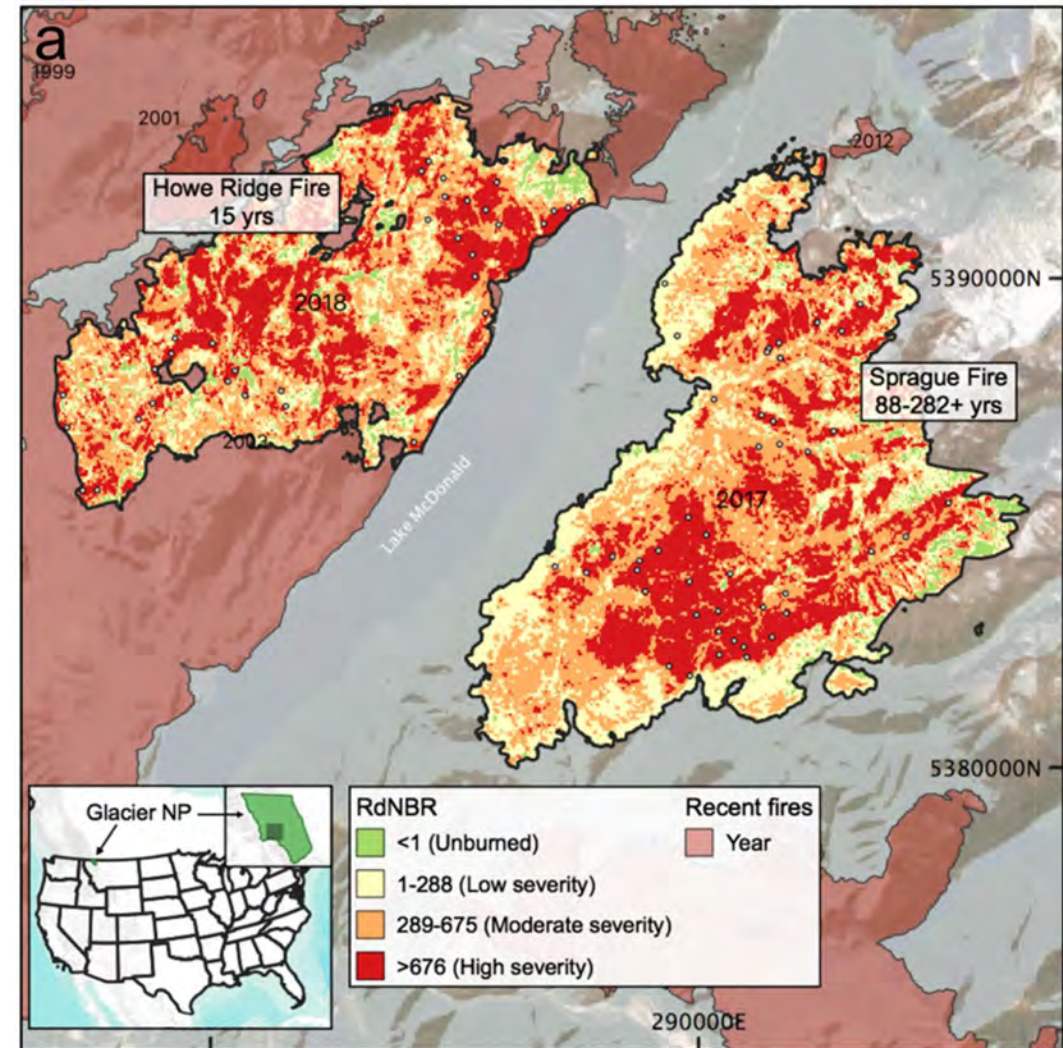 a
1999
2001
2012
Howe Ridge Fire
15 yrs
5390000N
2018
Sprague Fire
88-282+ yrs
2003
2017
Lake McDonald
5380000N
Glacier NP
RdNBR
<1 (Unburned)
1-288 (Low severity)
289-675 (Moderate severity)
>676 (High severity)
Recent fires
Year
290000E